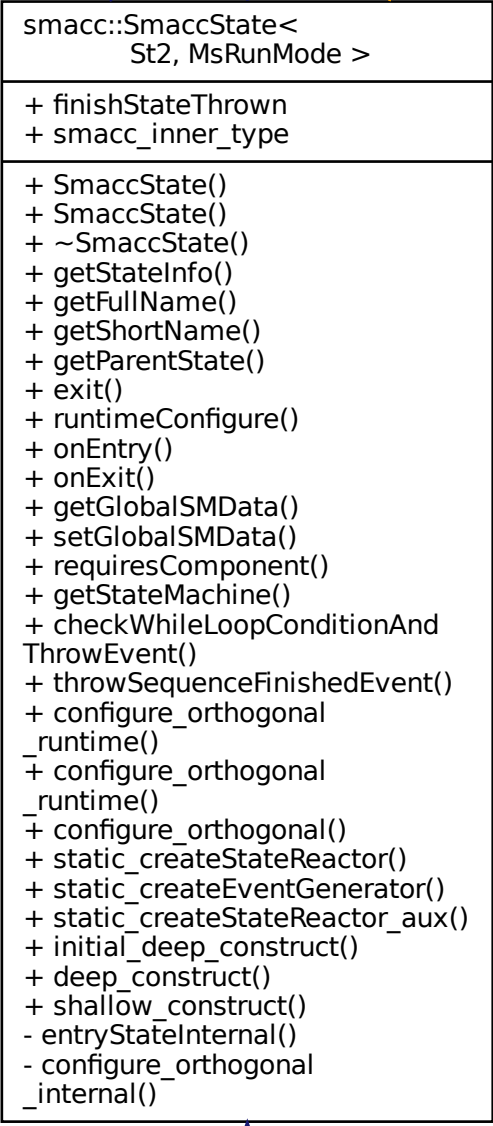 smacc::SmaccState<
St2, MsRunMode >
+ finishStateThrown
+ smacc_inner_type
+ SmaccState()
+ SmaccState()
+ ~SmaccState()
+ getStateInfo()
+ getFullName()
+ getShortName()
+ getParentState()
+ exit()
+ runtimeConfigure()
+ onEntry()
+ onExit()
+ getGlobalSMData()
+ setGlobalSMData()
+ requiresComponent()
+ getStateMachine()
+ checkWhileLoopConditionAnd
ThrowEvent()
+ throwSequenceFinishedEvent()
+ configure_orthogonal
_runtime()
+ configure_orthogonal
_runtime()
+ configure_orthogonal()
+ static_createStateReactor()
+ static_createEventGenerator()
+ static_createStateReactor_aux()
+ initial_deep_construct()
+ deep_construct()
+ shallow_construct()
- entryStateInternal()
- configure_orthogonal
_internal()